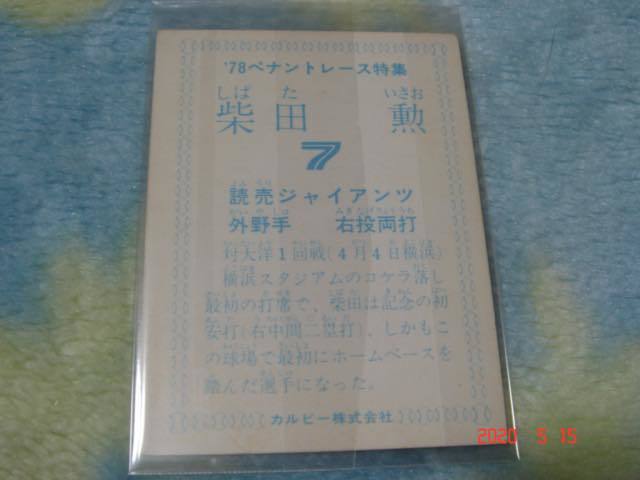 '78ペナントレース特集
しばた いさお
柴田 勲
7
読売ジャイアンツ
外野手 右投両打
対大洋1回戦(4月4日横浜)
横浜スタジアムのコケラ落し
最初の打席で、柴田は記念の初
安打(右中間二塁打)、しかもこ
の球場で最初にホームベースを
踏んだ選手になった。
カルビー株式会社
2020 5 15